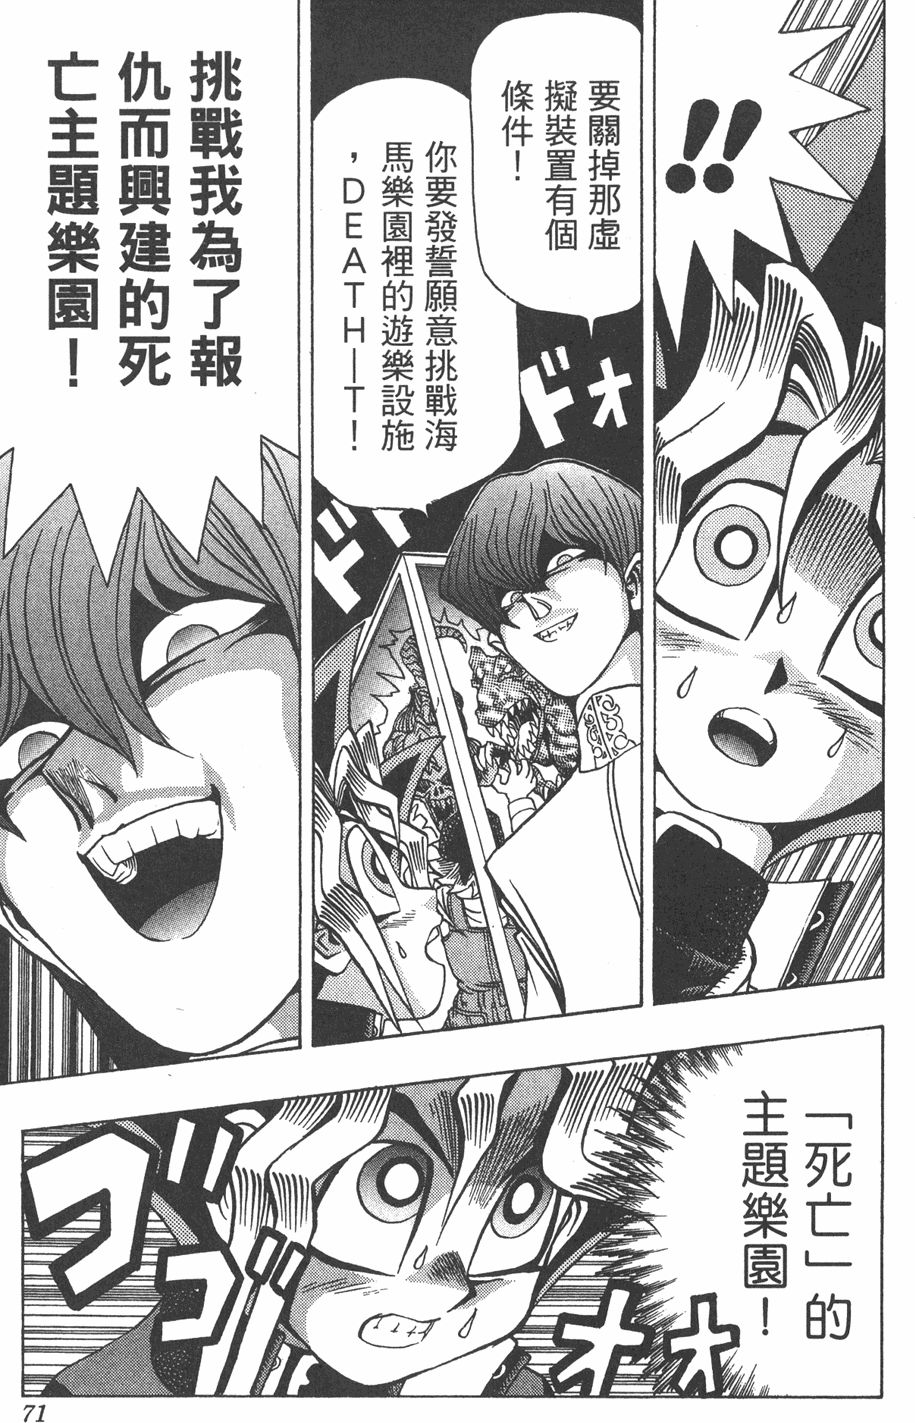 !!
要關掉那虛
擬裝置有個
條件！
ドォ
你要發誓願意挑戰海
馬樂園裡的遊樂設施
，DEATH—T！
ドド
挑戰我為了報
仇而興建的死
亡主題樂園！
「死亡」的
主題樂園！
ゴゴ
オオ
71